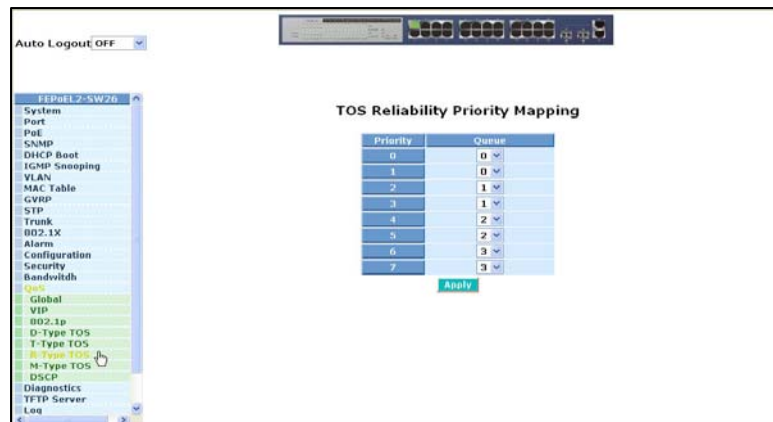 Auto Logout OFF
FEPoEL2-SW26
System
Port
PoE
SNMP
DHCP Boot
IGMP Snooping
VLAN
MAC Table
GVRP
STP
Trunk
802.1X
Alarm
Configuration
Security
Bandwitdh
QoS
Global
VIP
802.1p
D-Type TOS
T-Type TOS
R-Type TOS
M-Type TOS
DSCP
Diagnostics
TFTP Server
Log
TOS Reliability Priority Mapping
Priority Queue
0 0
1 0
2 1
3 1
4 2
5 2
6 3
7 3
Apply